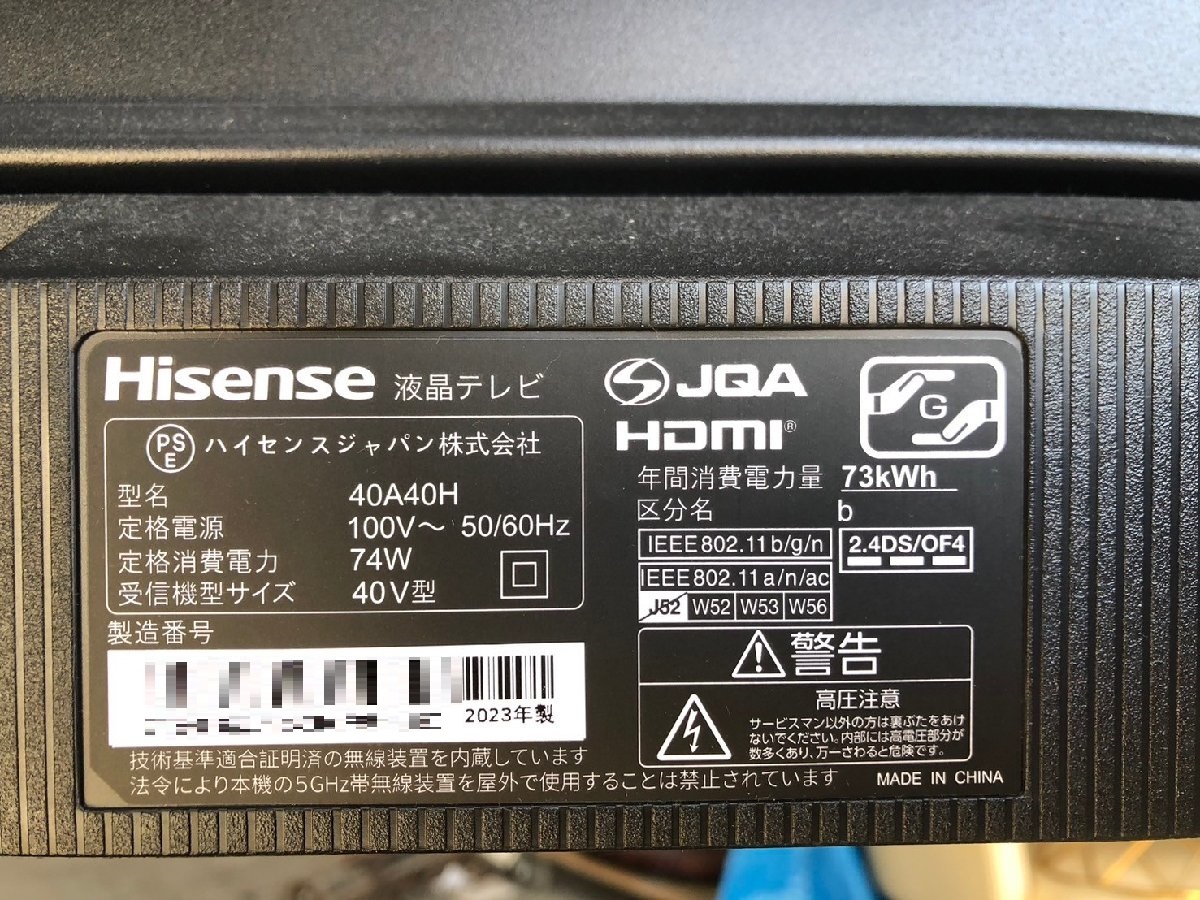 Hisense 液晶テレビ
PSE ハイセンスジャパン株式会社
型名 40A40H
定格電源 100V～ 50/60Hz
定格消費電力 74W
受信機型サイズ 40V型
製造番号
2023年製
技術基準適合証明済の無線装置を内蔵しています
法令により本機の5GHz帯無線装置を屋外で使用することは禁止されています
JQA
HDMI®
G
年間消費電力量 73kWh
区分名 b
IEEE802.11b/g/n
2.4DS/OF4
IEEE802.11a/n/ac
J52 W52 W53 W56
警告
高圧注意
サービスマン以外の方は裏ぶたをあけ
ないでください。内部には高電圧部分が
数多くあり、万一さわると危険です。
MADE IN CHINA